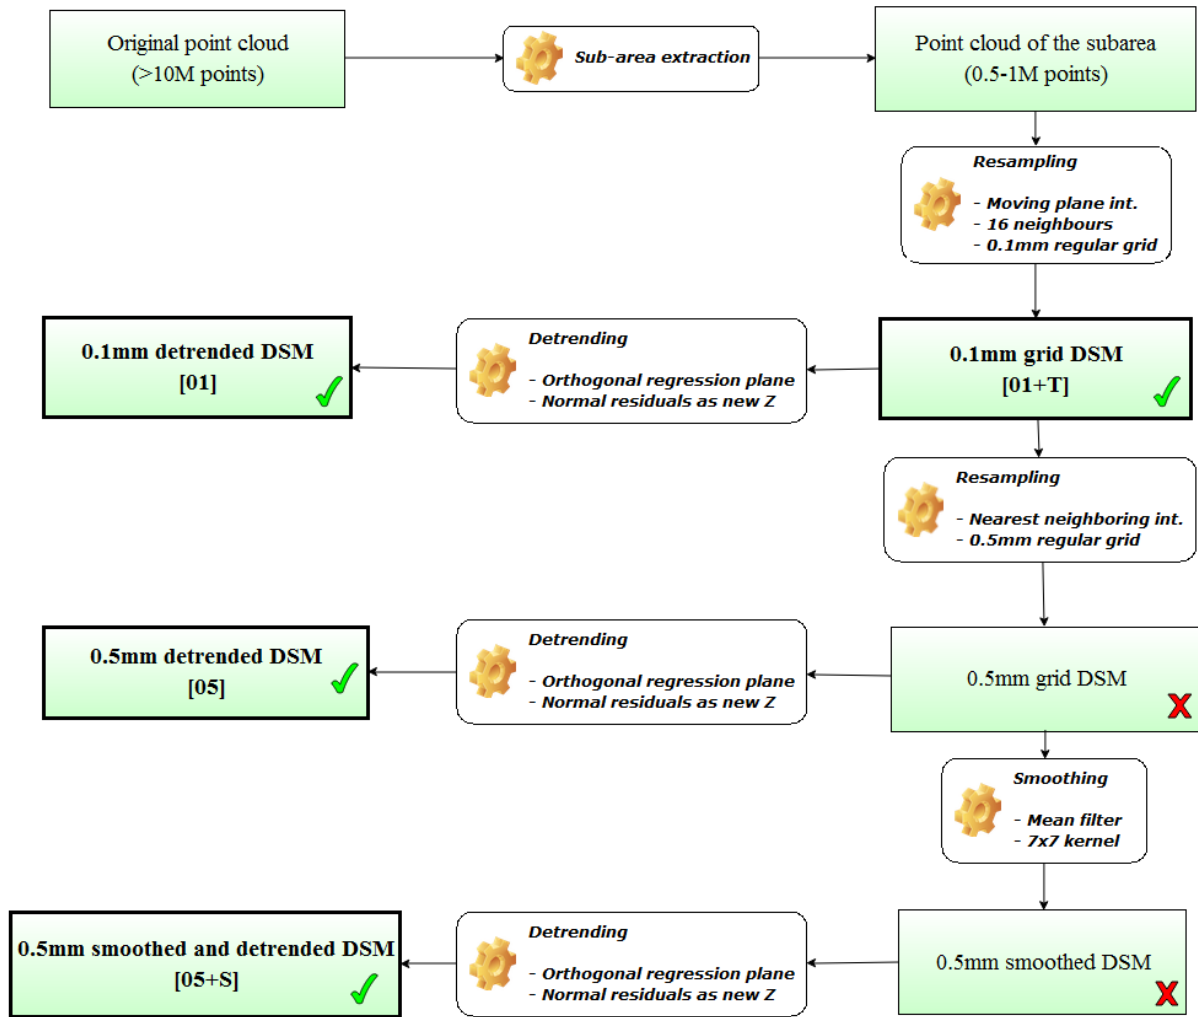 Original point cloud
(>10M points)
Sub-area extraction
Point cloud of the subarea
(0.5-1M points)
Resampling
- Moving plane int.
- 16 neighbours
- 0.1mm regular grid
0.1mm grid DSM
[01+T]
Detrending
- Orthogonal regression plane
- Normal residuals as new Z
0.1mm detrended DSM
[01]
Resampling
- Nearest neighboring int.
- 0.5mm regular grid
0.5mm grid DSM
X
Detrending
- Orthogonal regression plane
- Normal residuals as new Z
0.5mm detrended DSM
[05]
Smoothing
- Mean filter
- 7x7 kernel
0.5mm smoothed DSM
X
Detrending
- Orthogonal regression plane
- Normal residuals as new Z
0.5mm smoothed and detrended DSM
[05+S]